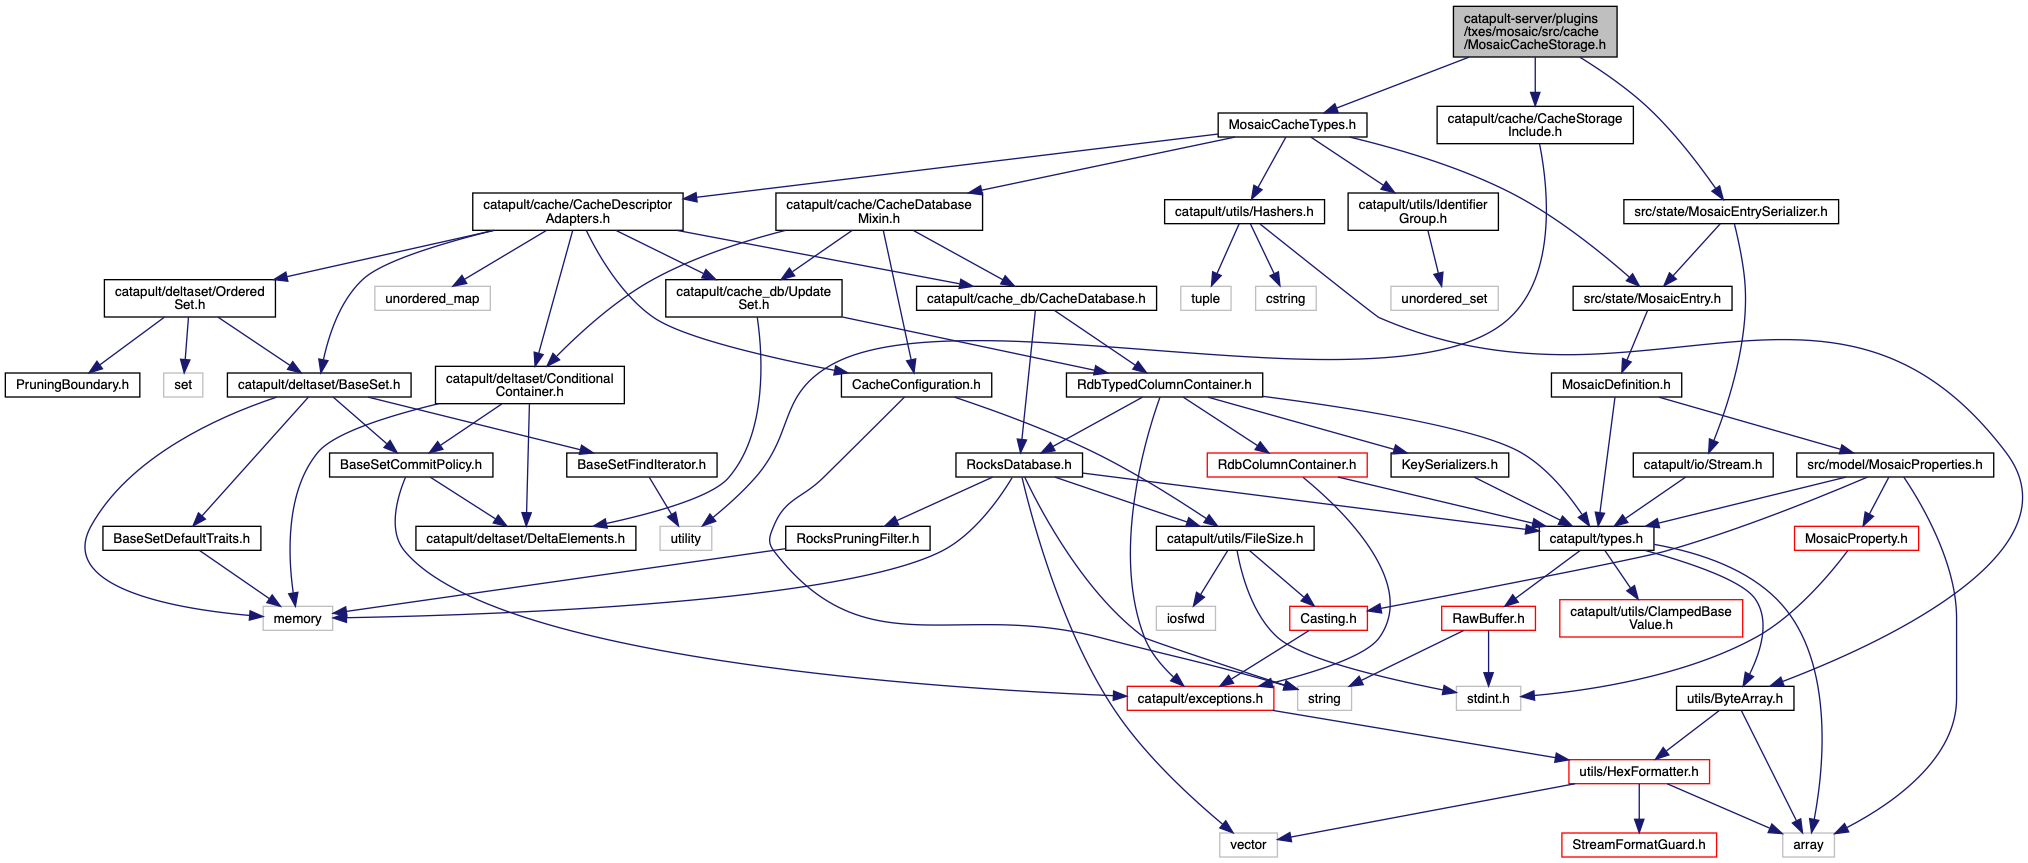 catapult-server/plugins
/txes/mosaic/src/cache
/MosaicCacheStorage.h
MosaicCacheTypes.h
catapult/cache/CacheStorage
Include.h
catapult/cache/CacheDescriptor
Adapters.h
catapult/cache/CacheDatabase
Mixin.h
catapult/utils/Hashers.h
catapult/utils/Identifier
Group.h
src/state/MosaicEntrySerializer.h
catapult/deltaset/Ordered
Set.h
unordered_map
catapult/cache_db/Update
Set.h
catapult/cache_db/CacheDatabase.h
tuple
cstring
unordered_set
src/state/MosaicEntry.h
PruningBoundary.h
set
catapult/deltaset/BaseSet.h
catapult/deltaset/Conditional
Container.h
CacheConfiguration.h
RdbTypedColumnContainer.h
MosaicDefinition.h
BaseSetCommitPolicy.h
BaseSetFindIterator.h
RocksDatabase.h
RdbColumnContainer.h
KeySerializers.h
catapult/io/Stream.h
src/model/MosaicProperties.h
BaseSetDefaultTraits.h
catapult/deltaset/DeltaElements.h
utility
RocksPruningFilter.h
catapult/utils/FileSize.h
catapult/types.h
MosaicProperty.h
memory
iosfwd
Casting.h
RawBuffer.h
catapult/utils/ClampedBase
Value.h
catapult/exceptions.h
string
stdint.h
utils/ByteArray.h
utils/HexFormatter.h
vector
StreamFormatGuard.h
array